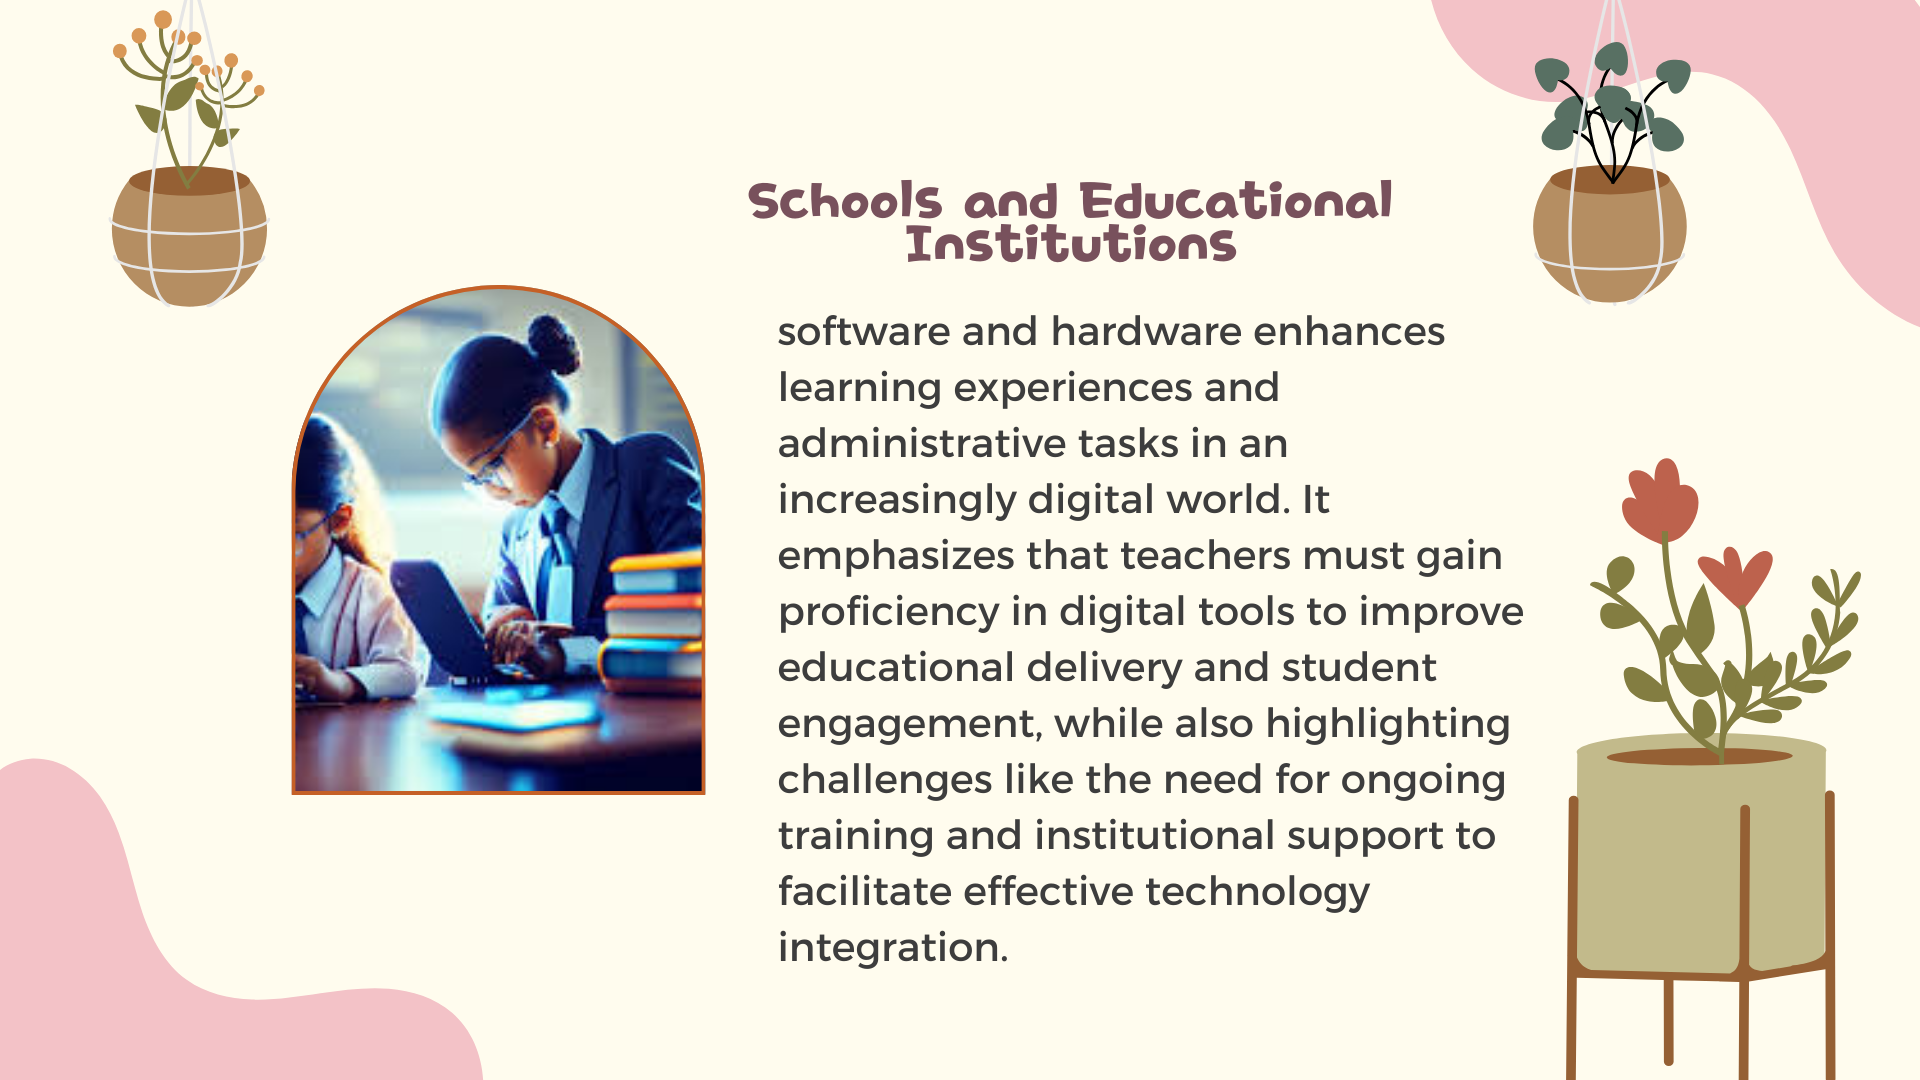 Schools and Educational
Institutions
software and hardware enhances
learning experiences and
administrative tasks in an
increasingly digital world. It
emphasizes that teachers must gain
proficiency in digital tools to improve
educational delivery and student
engagement, while also highlighting
challenges like the need for ongoing
training and institutional support to
facilitate effective technology
integration.